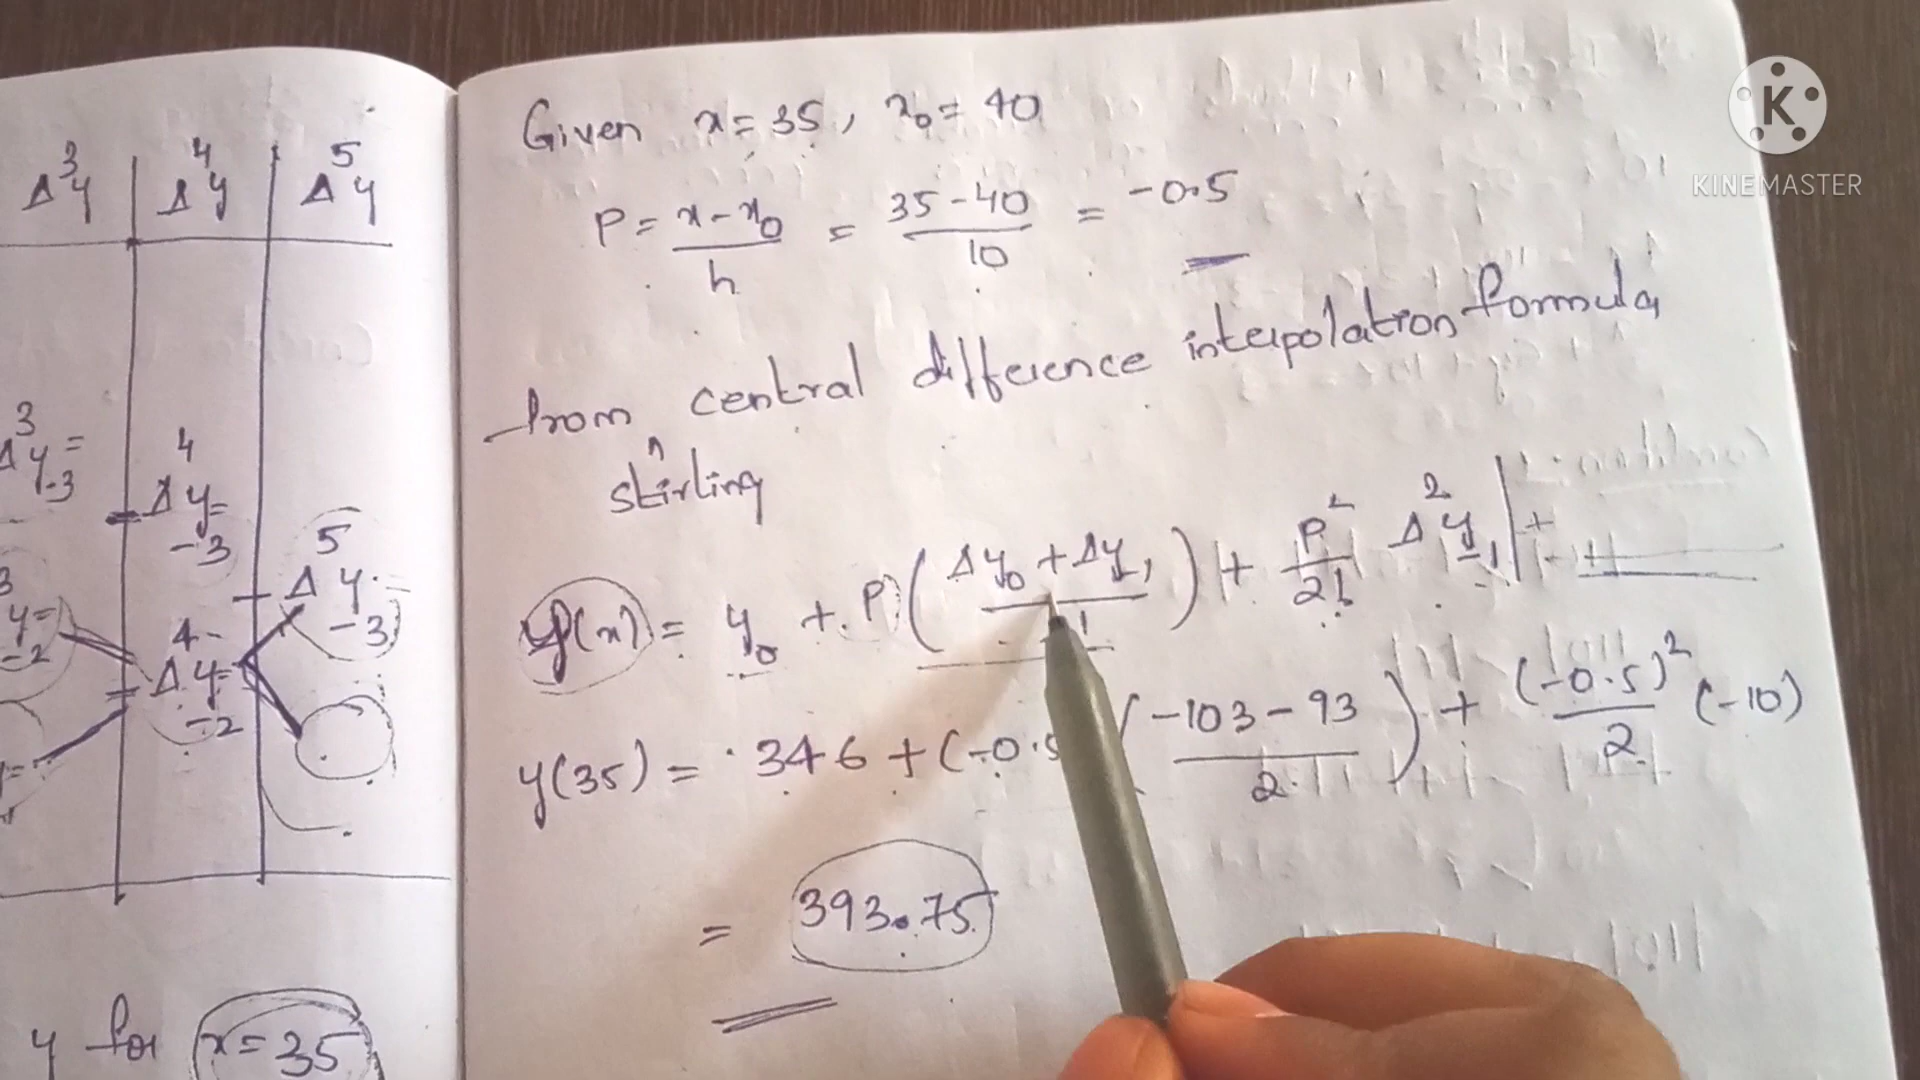 Δ³y Δ⁴y Δ⁵y
Δ³y₋₃ =
Δ⁴y₋₃ =
Δ⁵y₋₃ =
y₋₂ =
Δ⁴y₋₂ =
y for x = 35
Given x = 35, x₀ = 40
P = (x - x₀)/h = (35 - 40)/10 = -0.5
from central difference interpolation formula
^ stirling
y(x) = y₀ + P((Δy₀ + Δy₋₁)/) + P²/2! Δ²y₋₁ +
y(35) = 346 + (-0.5 ((-103 - 93)/2) + (-0.5)²/2 (-10)
= 393.75
K
KINEMASTER